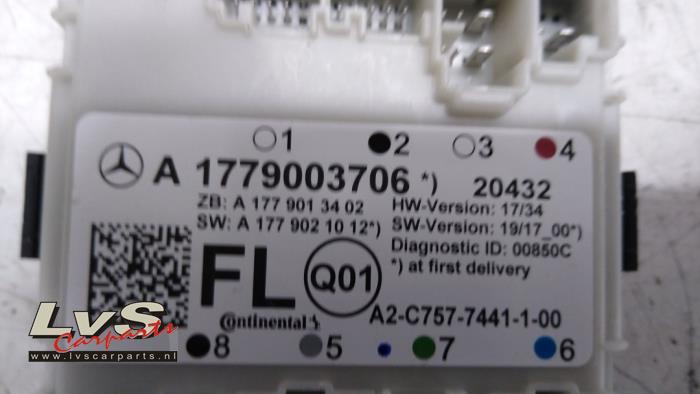 1 2 3 4
A 1779003706 *) 20432
ZB: A 177 901 34 02 HW-Version: 17/34
SW: A 177 902 10 12*) SW-Version: 19/17_00*)
Diagnostic ID: 00850C
*) at first delivery
FL Q01
Continental A2-C757-7441-1-00
8 5 7 6
LvS
Carparts
www.lvscarparts.nl